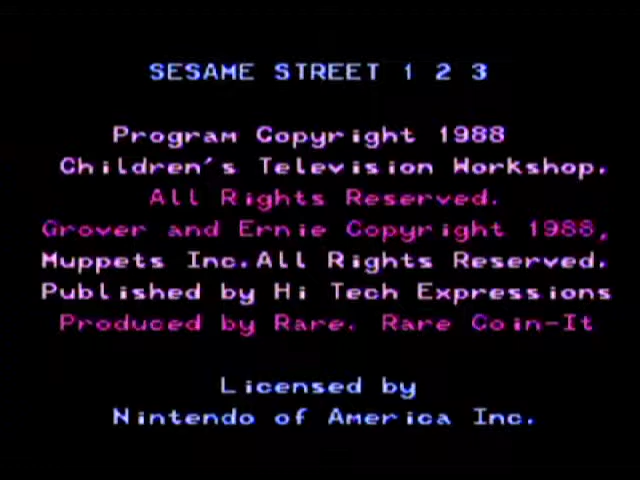 SESAME STREET 1 2 3
Program Copyright 1988
Children's Television Workshop.
All Rights Reserved.
Grover and Ernie Copyright 1988,
Muppets Inc.All Rights Reserved.
Published by Hi Tech Expressions
Produced by Rare. Rare Coin-It
Licensed by
Nintendo of America Inc.